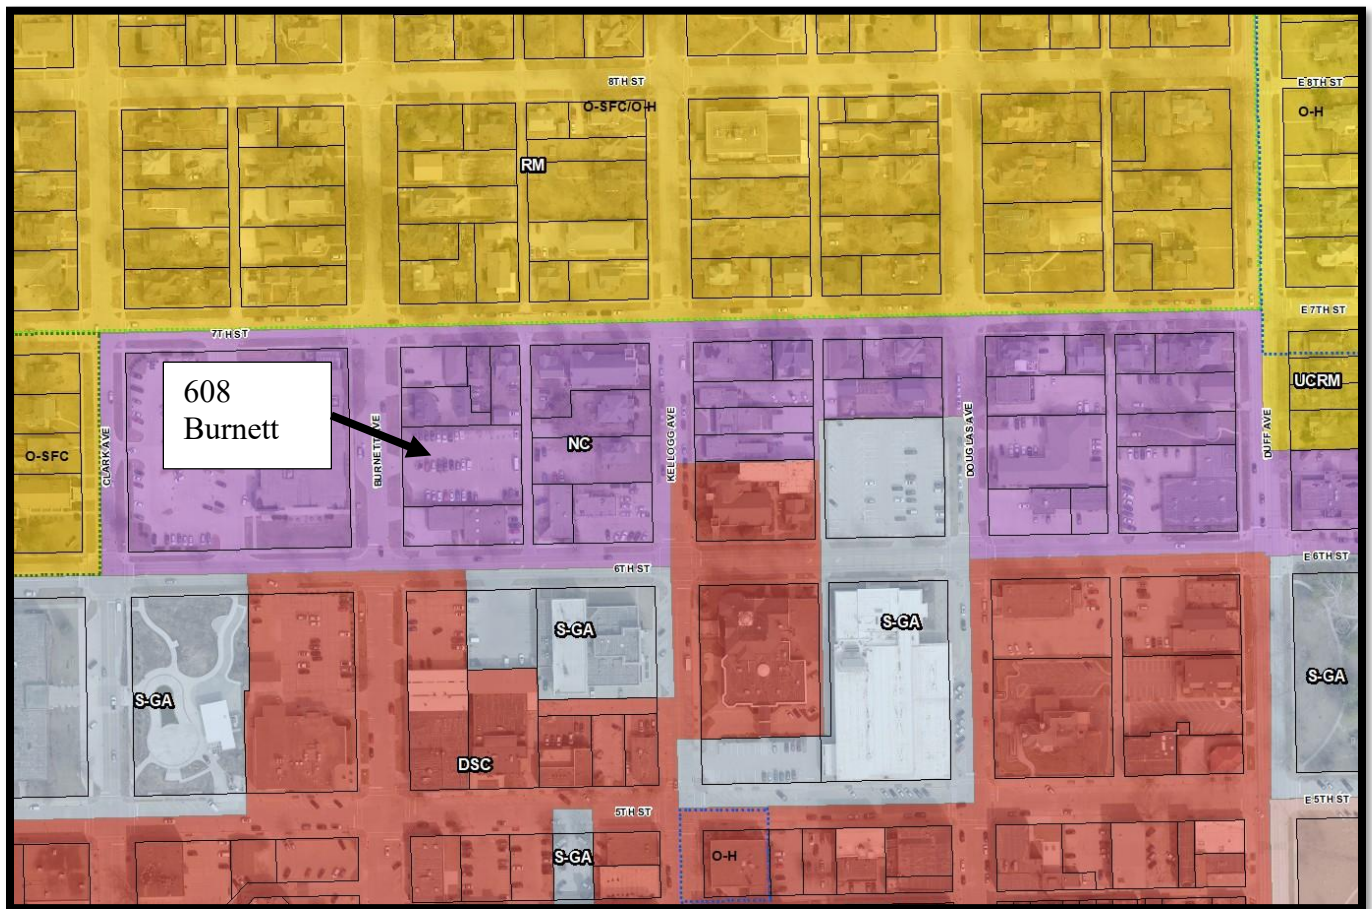 8TH ST
E 8TH ST
O-SFC/O-H
O-H
RM
E 7TH ST
7TH ST
608
Burnett
UCRM
CLARK AVE
BURNETT AVE
KELLOGG AVE
DOUGLAS AVE
DUFF AVE
NC
O-SFC
E 6TH ST
6TH ST
S-GA
S-GA
S-GA
S-GA
DSC
E 5TH ST
5TH ST
S-GA
O-H